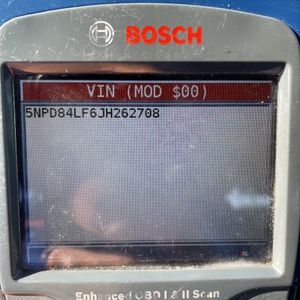 BOSCH
VIN (MOD $00)
5NPD84LF6JH262708
Enhanced OBD I & II Scan